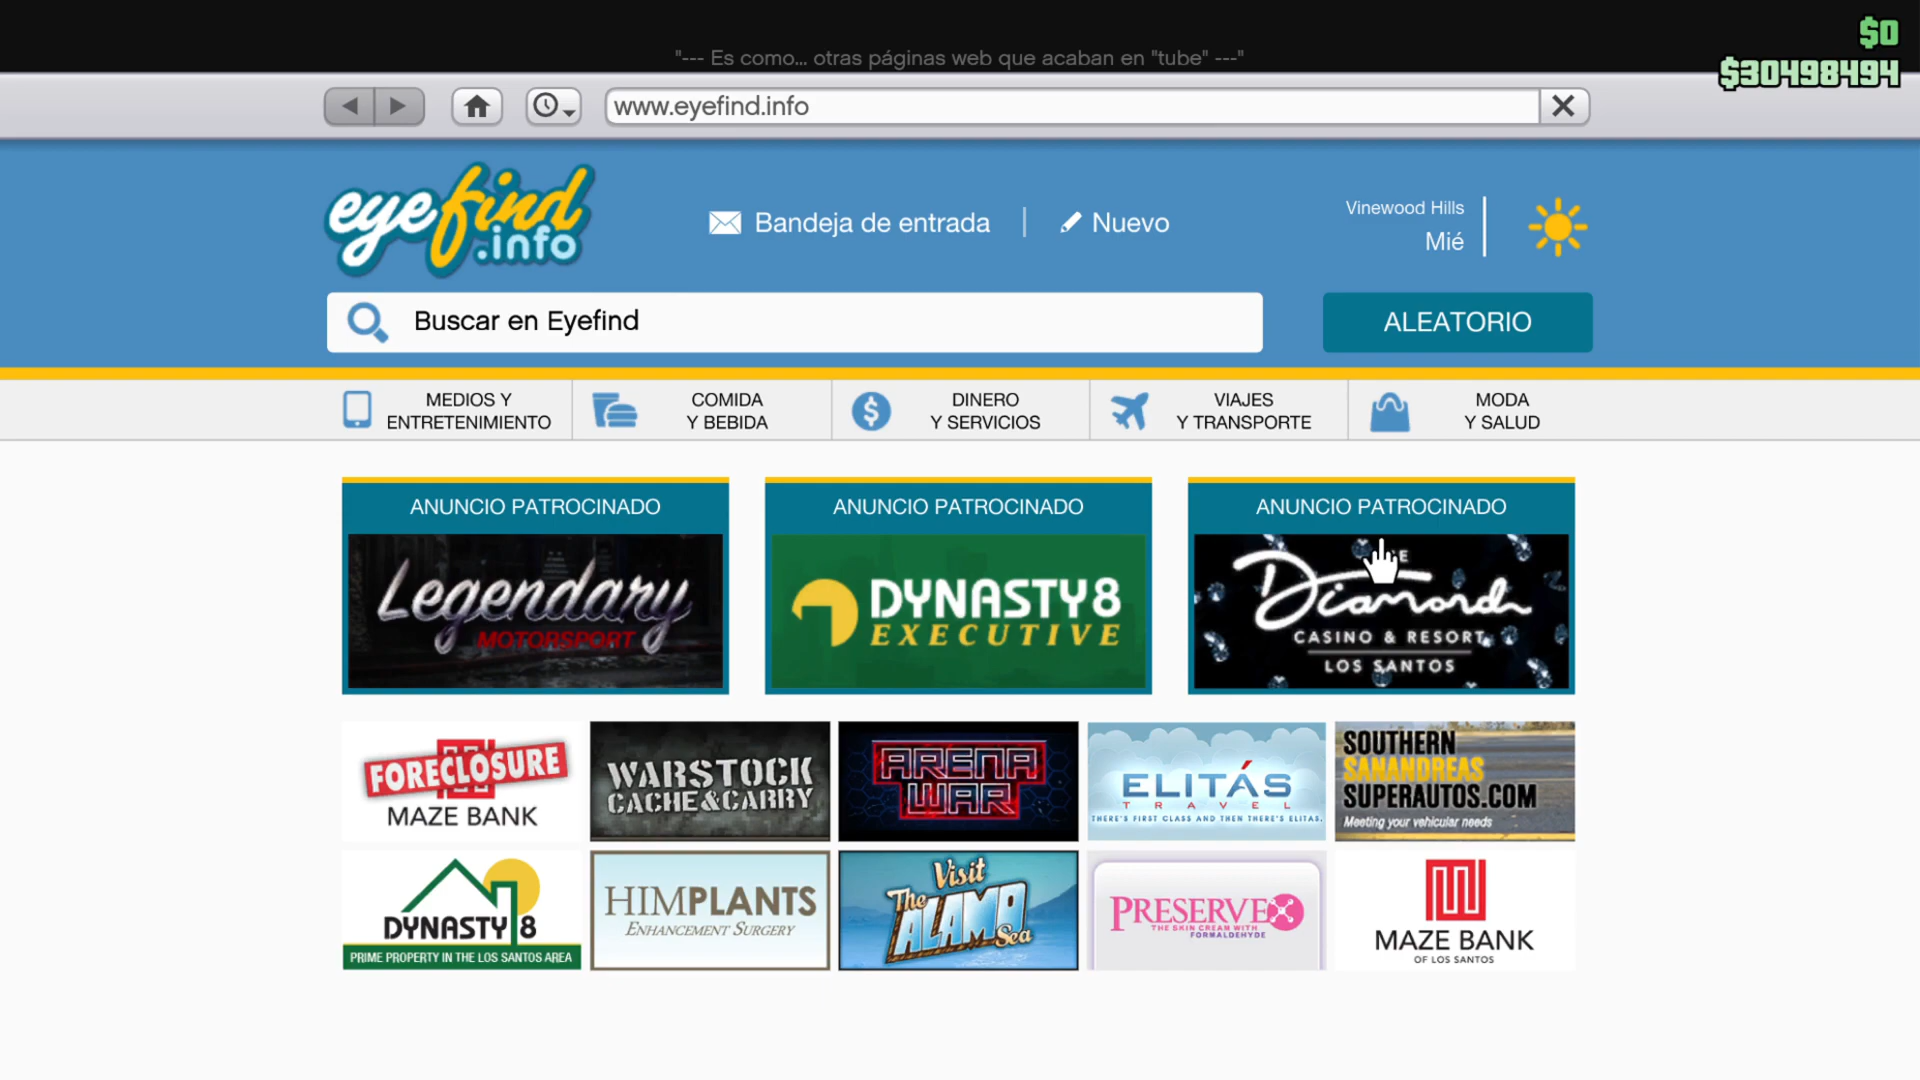 "--- Es como... otras páginas web que acaban en "tube" ---"
$0
$30498494
www.eyefind.info
eyefind
.info
Bandeja de entrada
Nuevo
Vinewood Hills
Mié
Buscar en Eyefind
ALEATORIO
MEDIOS Y
ENTRETENIMIENTO
COMIDA
Y BEBIDA
DINERO
Y SERVICIOS
VIAJES
Y TRANSPORTE
MODA
Y SALUD
ANUNCIO PATROCINADO
Legendary
MOTORSPORT
ANUNCIO PATROCINADO
DYNASTY8
EXECUTIVE
ANUNCIO PATROCINADO
Diamond
CASINO & RESORT
LOS SANTOS
FORECLOSURE
MAZE BANK
WARSTOCK
CACHE&CARRY
ARENA
WAR
ELITÁS
TRAVEL
THERE'S FIRST CLASS AND THEN THERE'S ELITAS.
SOUTHERN
SANANDREAS
SUPERAUTOS.COM
Meeting your vehicular needs
DYNASTY 8
PRIME PROPERTY IN THE LOS SANTOS AREA
HIMPLANTS
ENHANCEMENT SURGERY
Visit
The
ALAMO
Sea
PRESERVEX
THE SKIN CREAM WITH
FORMALDEHYDE
MAZE BANK
OF LOS SANTOS